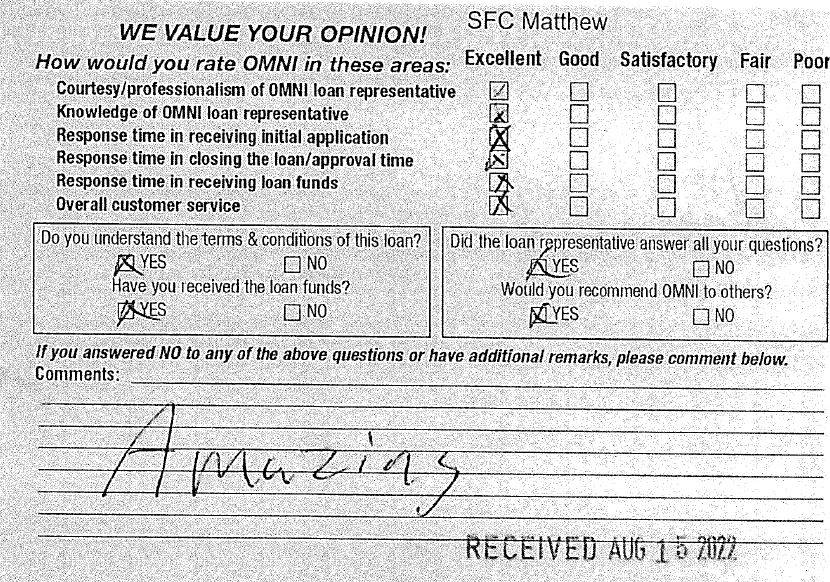 WE VALUE YOUR OPINION! SFC Matthew
How would you rate OMNI in these areas: Excellent Good Satisfactory Fair Poor
Courtesy/professionalism of OMNI loan representative
Knowledge of OMNI loan representative
Response time in receiving initial application
Response time in closing the loan/approval time
Response time in receiving loan funds
Overall customer service
Do you understand the terms & conditions of this loan?
YES NO
Have you received the loan funds?
YES NO
Did the loan representative answer all your questions?
YES NO
Would you recommend OMNI to others?
YES NO
If you answered NO to any of the above questions or have additional remarks, please comment below.
Comments:
Amazing
RECEIVED AUG 15 2022